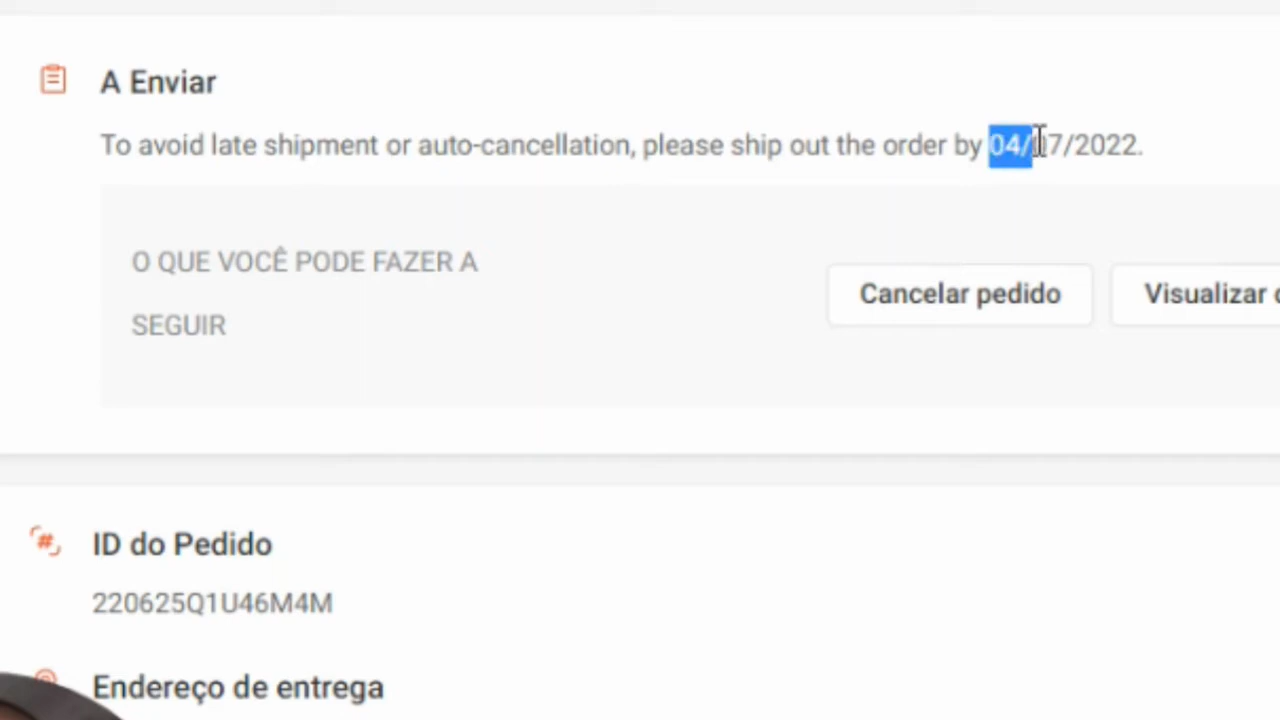 A Enviar
To avoid late shipment or auto-cancellation, please ship out the order by 04/07/2022.
O QUE VOCÊ PODE FAZER A
SEGUIR
Cancelar pedido
Visualizar
ID do Pedido
220625Q1U46M4M
Endereço de entrega